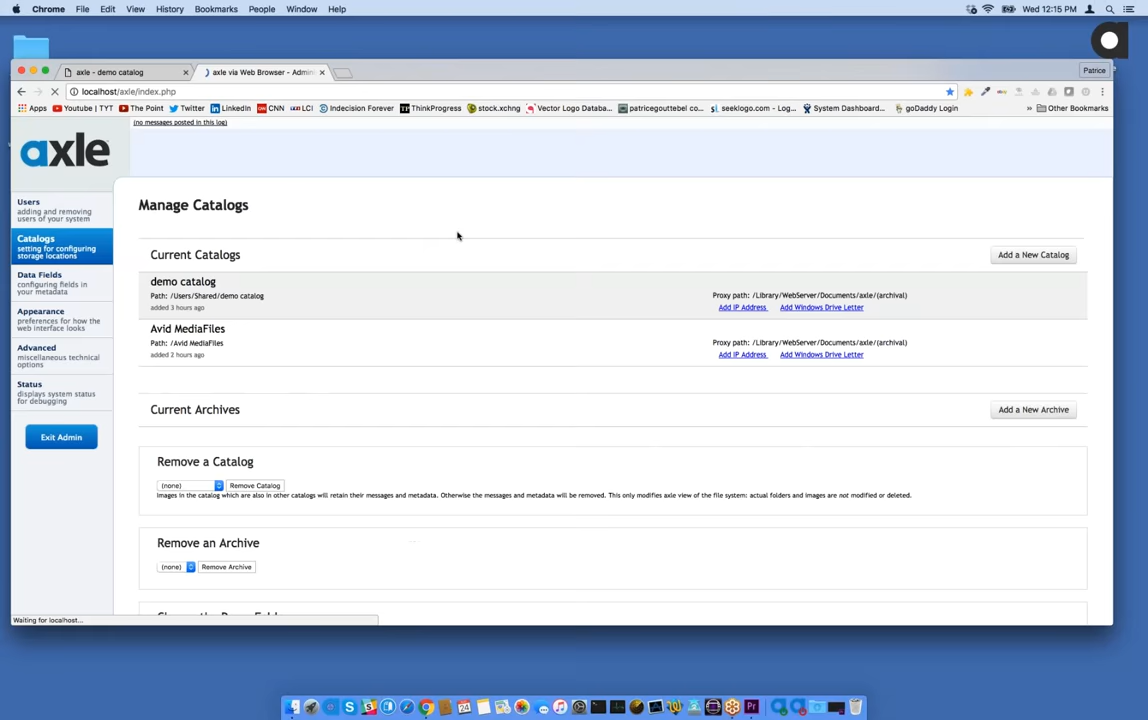 Chrome File Edit View History Bookmarks People Window Help Wed 12:15 PM
axle - demo catalog axle via Web Browser - Admin Patrice
localhost/axle/index.php
Apps Youtube | TYT The Point Twitter LinkedIn CNN LCI Indecision Forever ThinkProgress stock.xchng Vector Logo Databa... patricegouttebel co... seeklogo.com - Log... System Dashboard... goDaddy Login » Other Bookmarks
(no messages posted in this log)
axle
Users
adding and removing
users of your system
Catalogs
setting for configuring
storage locations
Data Fields
configuring fields in
your metadata
Appearance
preferences for how the
web interface looks
Advanced
miscellaneous technical
options
Status
displays system status
for debugging
Exit Admin
Manage Catalogs
Current Catalogs Add a New Catalog
demo catalog
Path: /Users/Shared/demo catalog Proxy path: /Library/WebServer/Documents/axle/(archival)
added 3 hours ago Add IP Address Add Windows Drive Letter
Avid MediaFiles
Path: /Avid MediaFiles Proxy path: /Library/WebServer/Documents/axle/(archival)
added 2 hours ago Add IP Address Add Windows Drive Letter
Current Archives Add a New Archive
Remove a Catalog
(none) Remove Catalog
Images in the catalog which are also in other catalogs will retain their messages and metadata. Otherwise the messages and metadata will be removed. This only modifies axle view of the file system: actual folders and images are not modified or deleted.
Remove an Archive
(none) Remove Archive
Waiting for localhost...
24
S
Pr